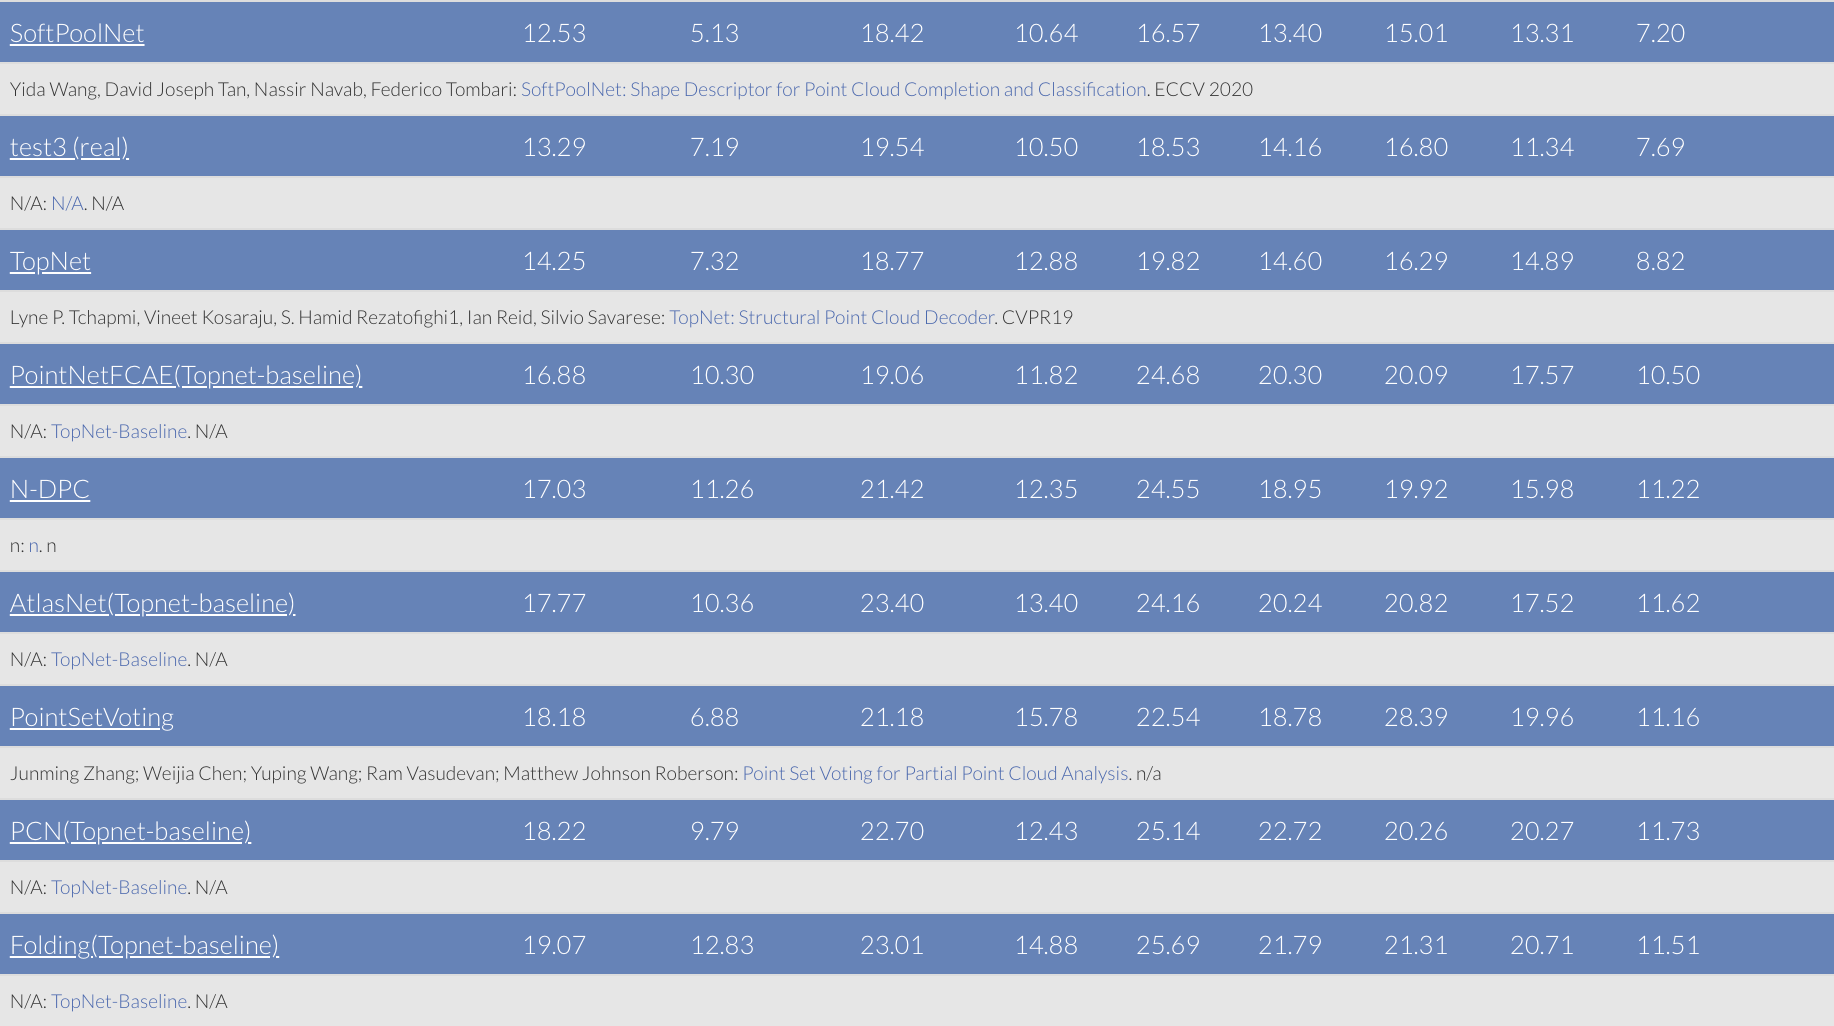 SoftPoolNet 12.53 5.13 18.42 10.64 16.57 13.40 15.01 13.31 7.20
Yida Wang, David Joseph Tan, Nassir Navab, Federico Tombari: SoftPoolNet: Shape Descriptor for Point Cloud Completion and Classification. ECCV 2020
test3 (real) 13.29 7.19 19.54 10.50 18.53 14.16 16.80 11.34 7.69
N/A: N/A. N/A
TopNet 14.25 7.32 18.77 12.88 19.82 14.60 16.29 14.89 8.82
Lyne P. Tchapmi, Vineet Kosaraju, S. Hamid Rezatofighi1, Ian Reid, Silvio Savarese: TopNet: Structural Point Cloud Decoder. CVPR19
PointNetFCAE(Topnet-baseline) 16.88 10.30 19.06 11.82 24.68 20.30 20.09 17.57 10.50
N/A: TopNet-Baseline. N/A
N-DPC 17.03 11.26 21.42 12.35 24.55 18.95 19.92 15.98 11.22
n: n. n
AtlasNet(Topnet-baseline) 17.77 10.36 23.40 13.40 24.16 20.24 20.82 17.52 11.62
N/A: TopNet-Baseline. N/A
PointSetVoting 18.18 6.88 21.18 15.78 22.54 18.78 28.39 19.96 11.16
Junming Zhang; Weijia Chen; Yuping Wang; Ram Vasudevan; Matthew Johnson Roberson: Point Set Voting for Partial Point Cloud Analysis. n/a
PCN(Topnet-baseline) 18.22 9.79 22.70 12.43 25.14 22.72 20.26 20.27 11.73
N/A: TopNet-Baseline. N/A
Folding(Topnet-baseline) 19.07 12.83 23.01 14.88 25.69 21.79 21.31 20.71 11.51
N/A: TopNet-Baseline. N/A